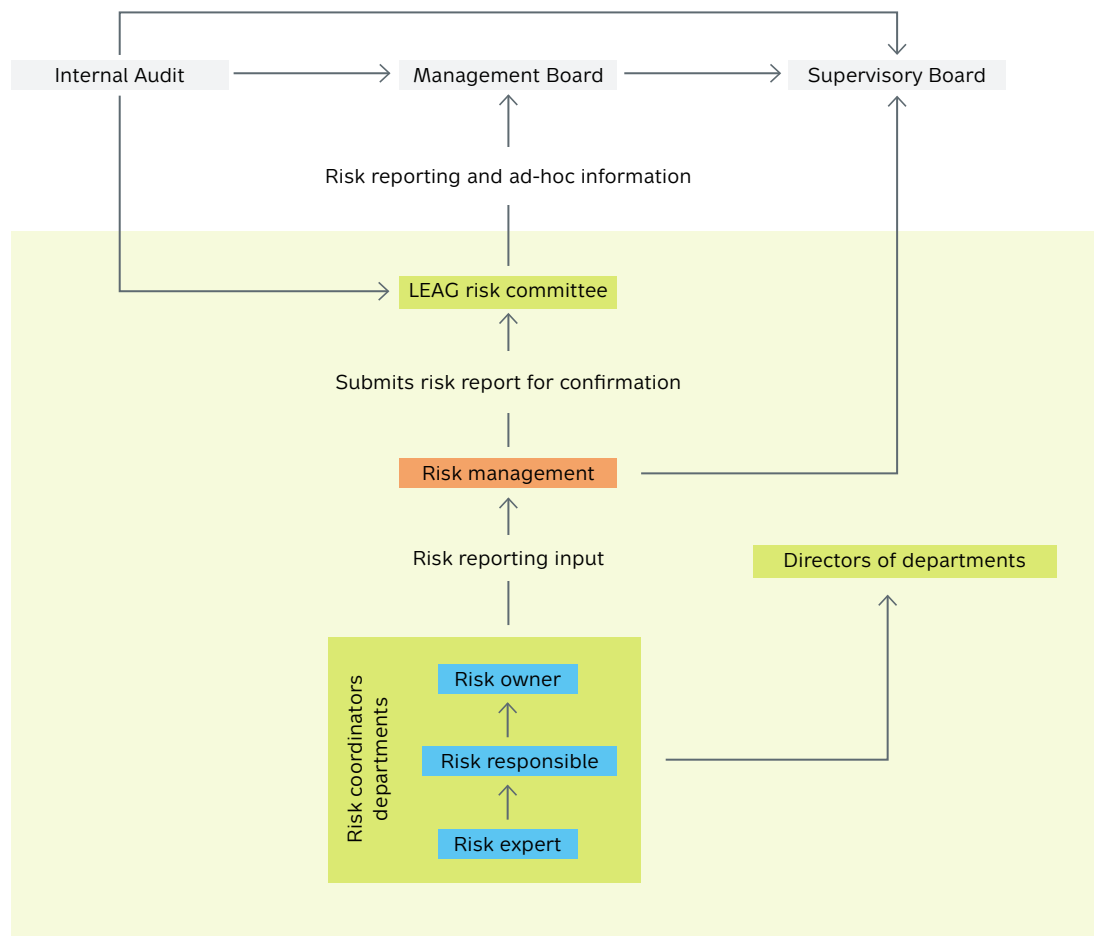 Internal Audit
Management Board
Supervisory Board
Risk reporting and ad-hoc information
LEAG risk committee
Submits risk report for confirmation
Risk management
Risk reporting input
Directors of departments
Risk coordinators
departments
Risk owner
Risk responsible
Risk expert